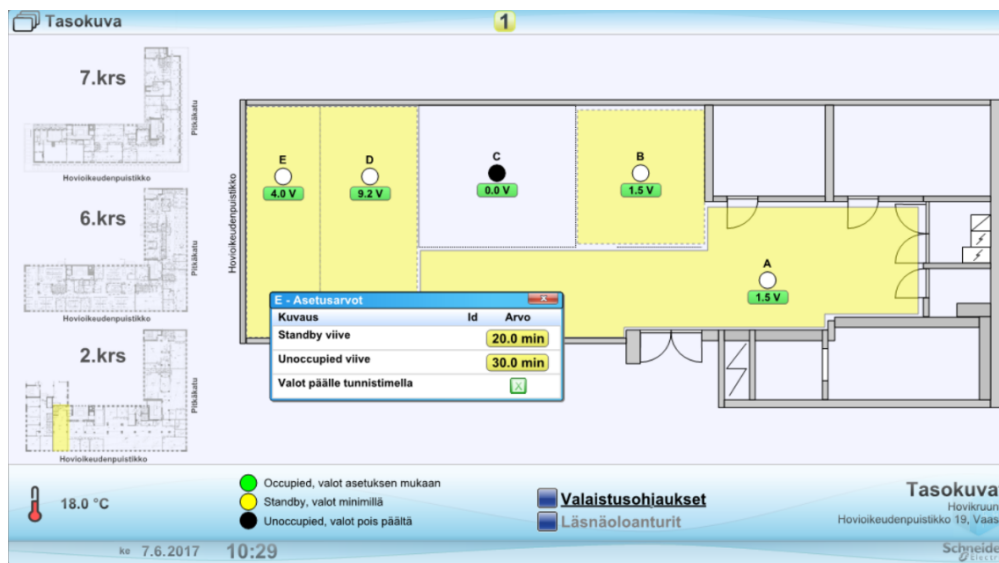 Tasokuva
1
7.krs
Pitkäkatu
Hovioikeudenpuistikko
6.krs
Pitkäkatu
Hovioikeudenpuistikko
2.krs
Pitkäkatu
Hovioikeudenpuistikko
Hovioikeudenpuistikko
E
4.0 V
D
9.2 V
C
0.0 V
B
1.5 V
A
1.5 V
E - Asetusarvot
x
Kuvaus Id Arvo
Standby viive 20.0 min
Unoccupied viive 30.0 min
Valot päälle tunnistimella X
18.0 °C
Occupied, valot asetuksen mukaan
Standby, valot minimillä
Unoccupied, valot pois päältä
Valaistusohjaukset
Läsnäoloanturit
Tasokuva
Hovikruun
Hovioikeudenpuistikko 19, Vaas
ke 7.6.2017 10:29
Schneide
Electr